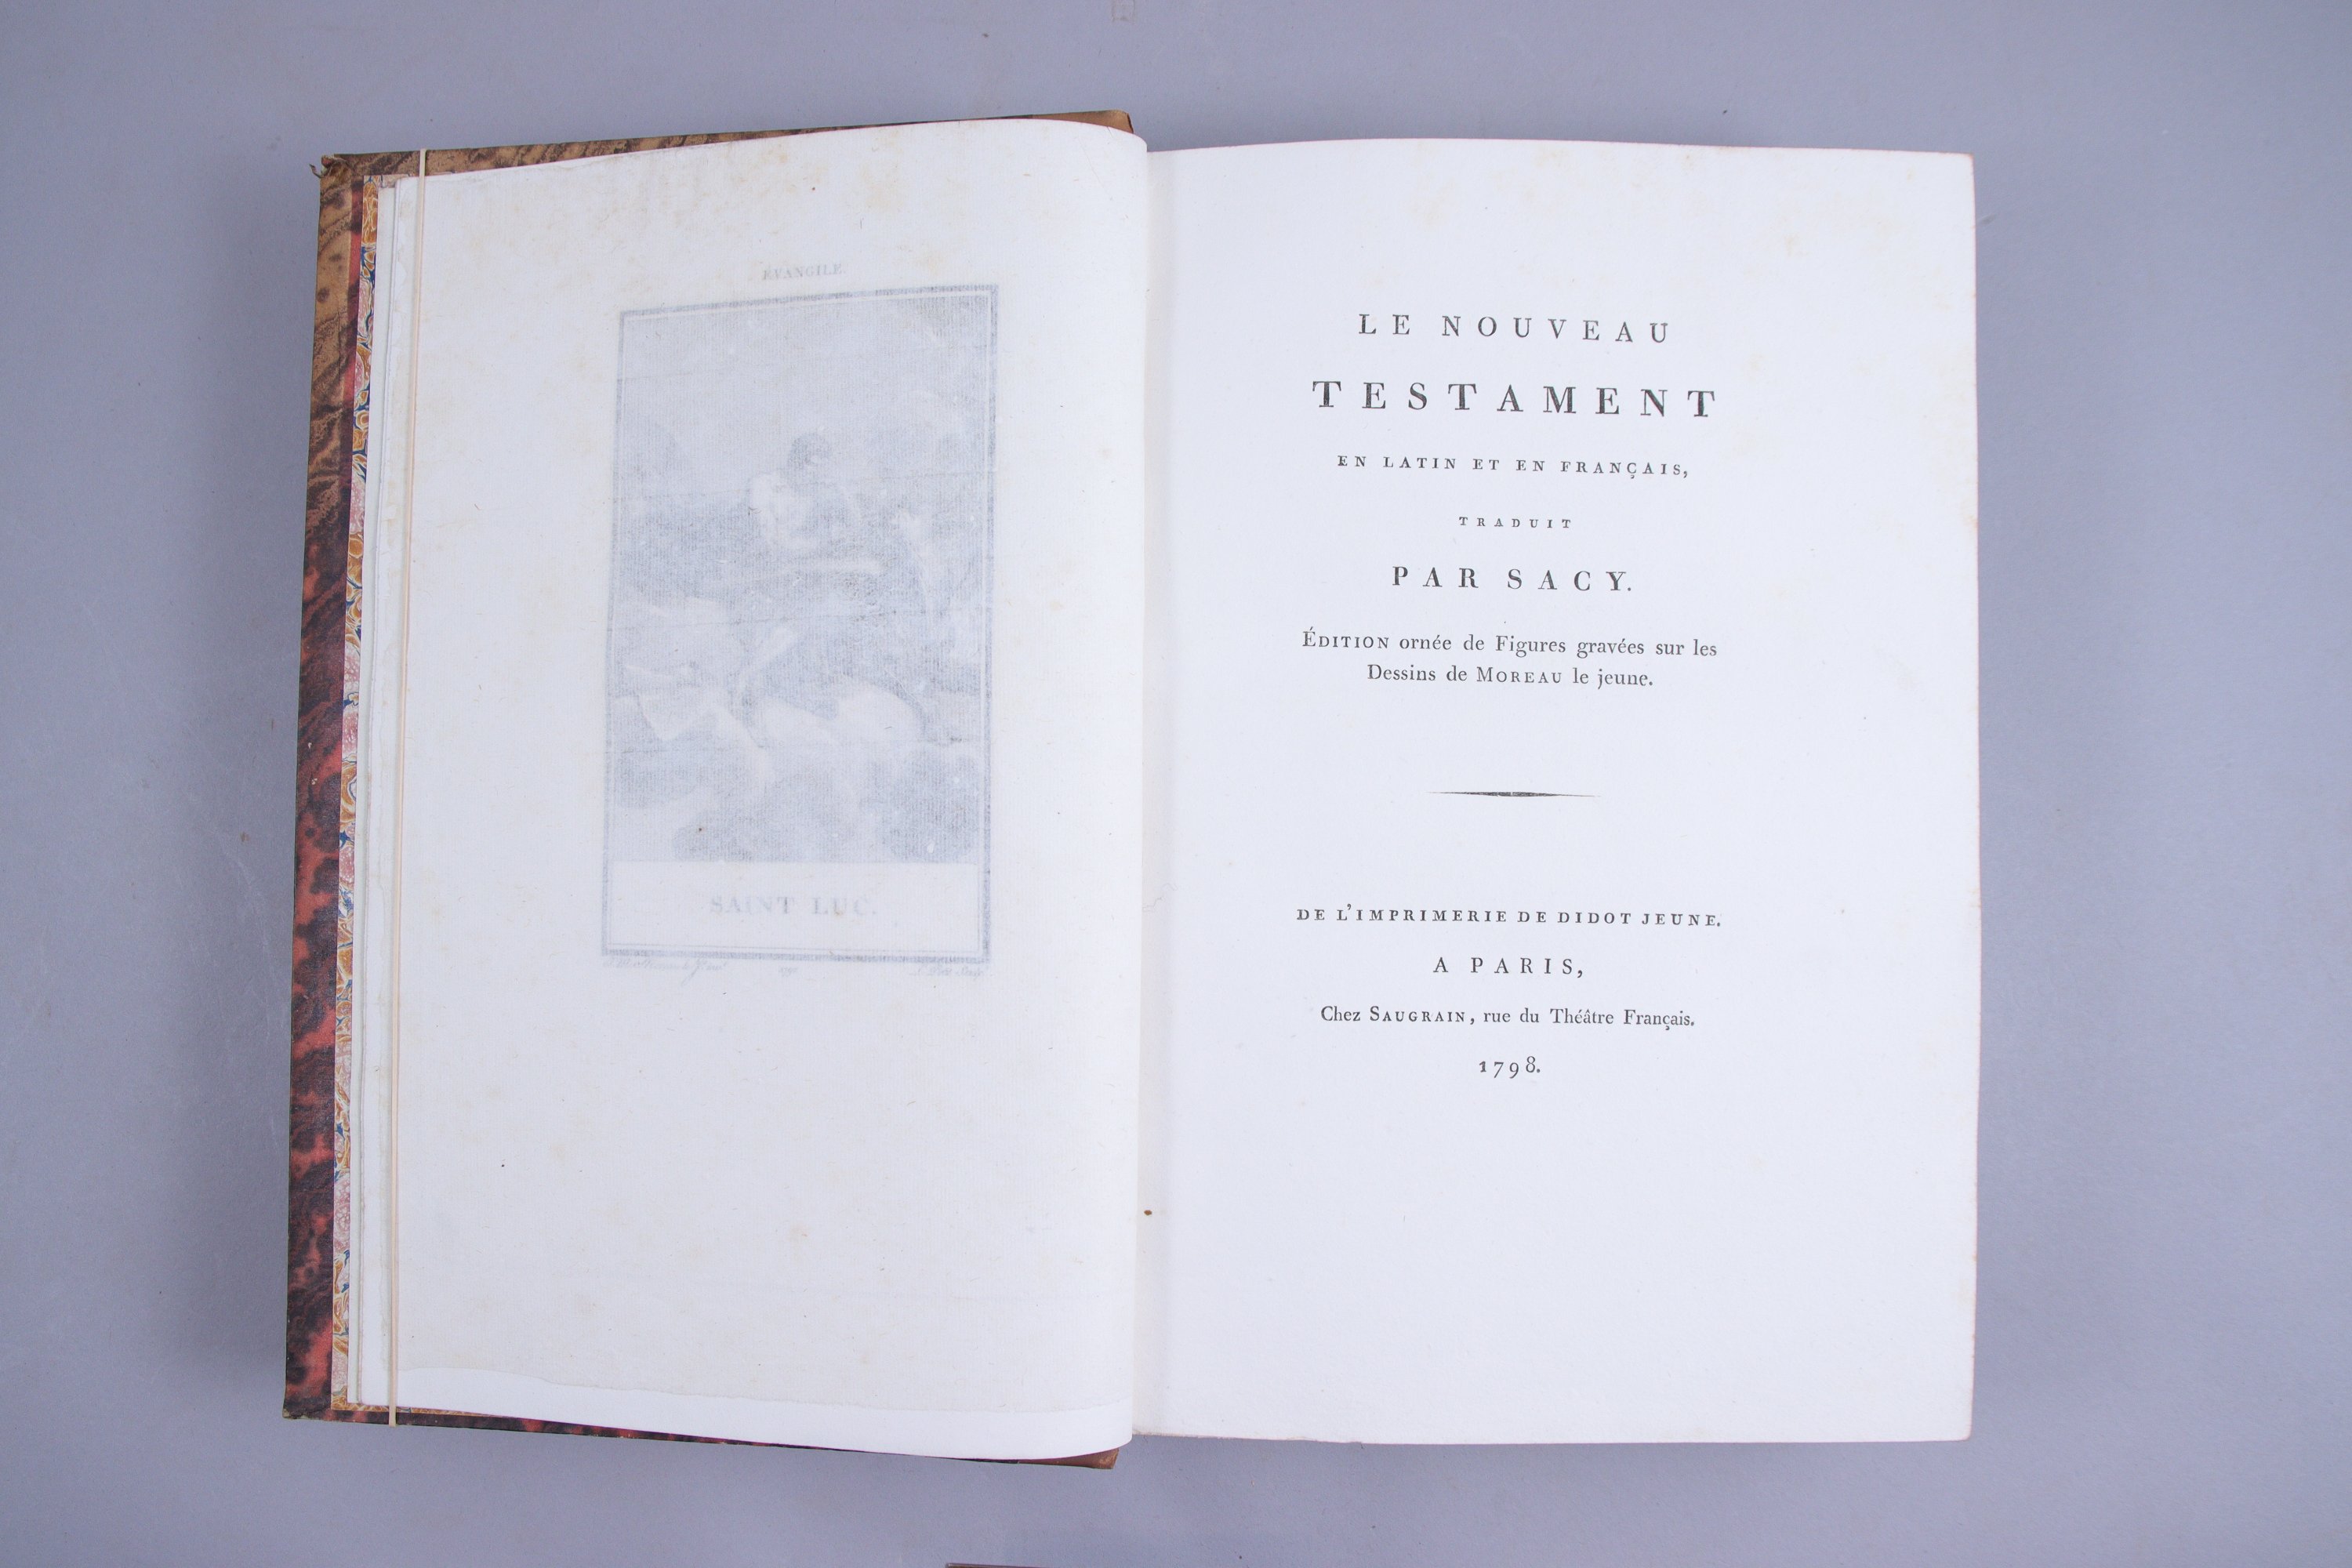 ÉVANGILE.
SAINT LUC.
LE NOUVEAU
TESTAMENT
EN LATIN ET EN FRANÇAIS,
TRADUIT
PAR SACY.
ÉDITION ornée de Figures gravées sur les
Dessins de MOREAU le jeune.
DE L'IMPRIMERIE DE DIDOT JEUNE.
A PARIS,
Chez SAUGRAIN, rue du Théâtre Français.
1798.